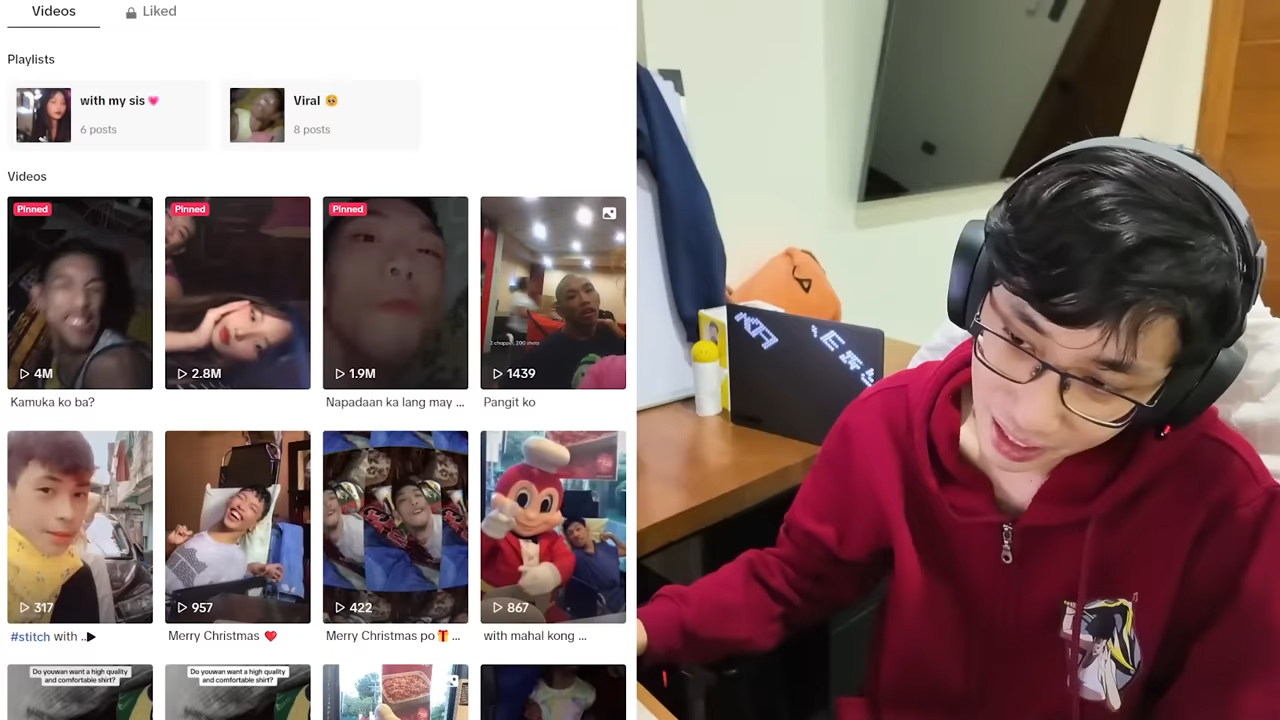 Videos
Liked
Playlists
with my sis💗
6 posts
Viral 🥺
8 posts
Videos
Pinned
4M
Kamuka ko ba?
Pinned
2.8M
Pinned
1.9M
Napadaan ka lang may ...
200 shots
1439
Pangit ko
317
#stitch with ..
957
Merry Christmas ❤️
422
Merry Christmas po🎁 ...
867
with mahal kong ...
Do youwan want a high quality
and comfortable shirt?
Do youwan want a high quality
and comfortable shirt?